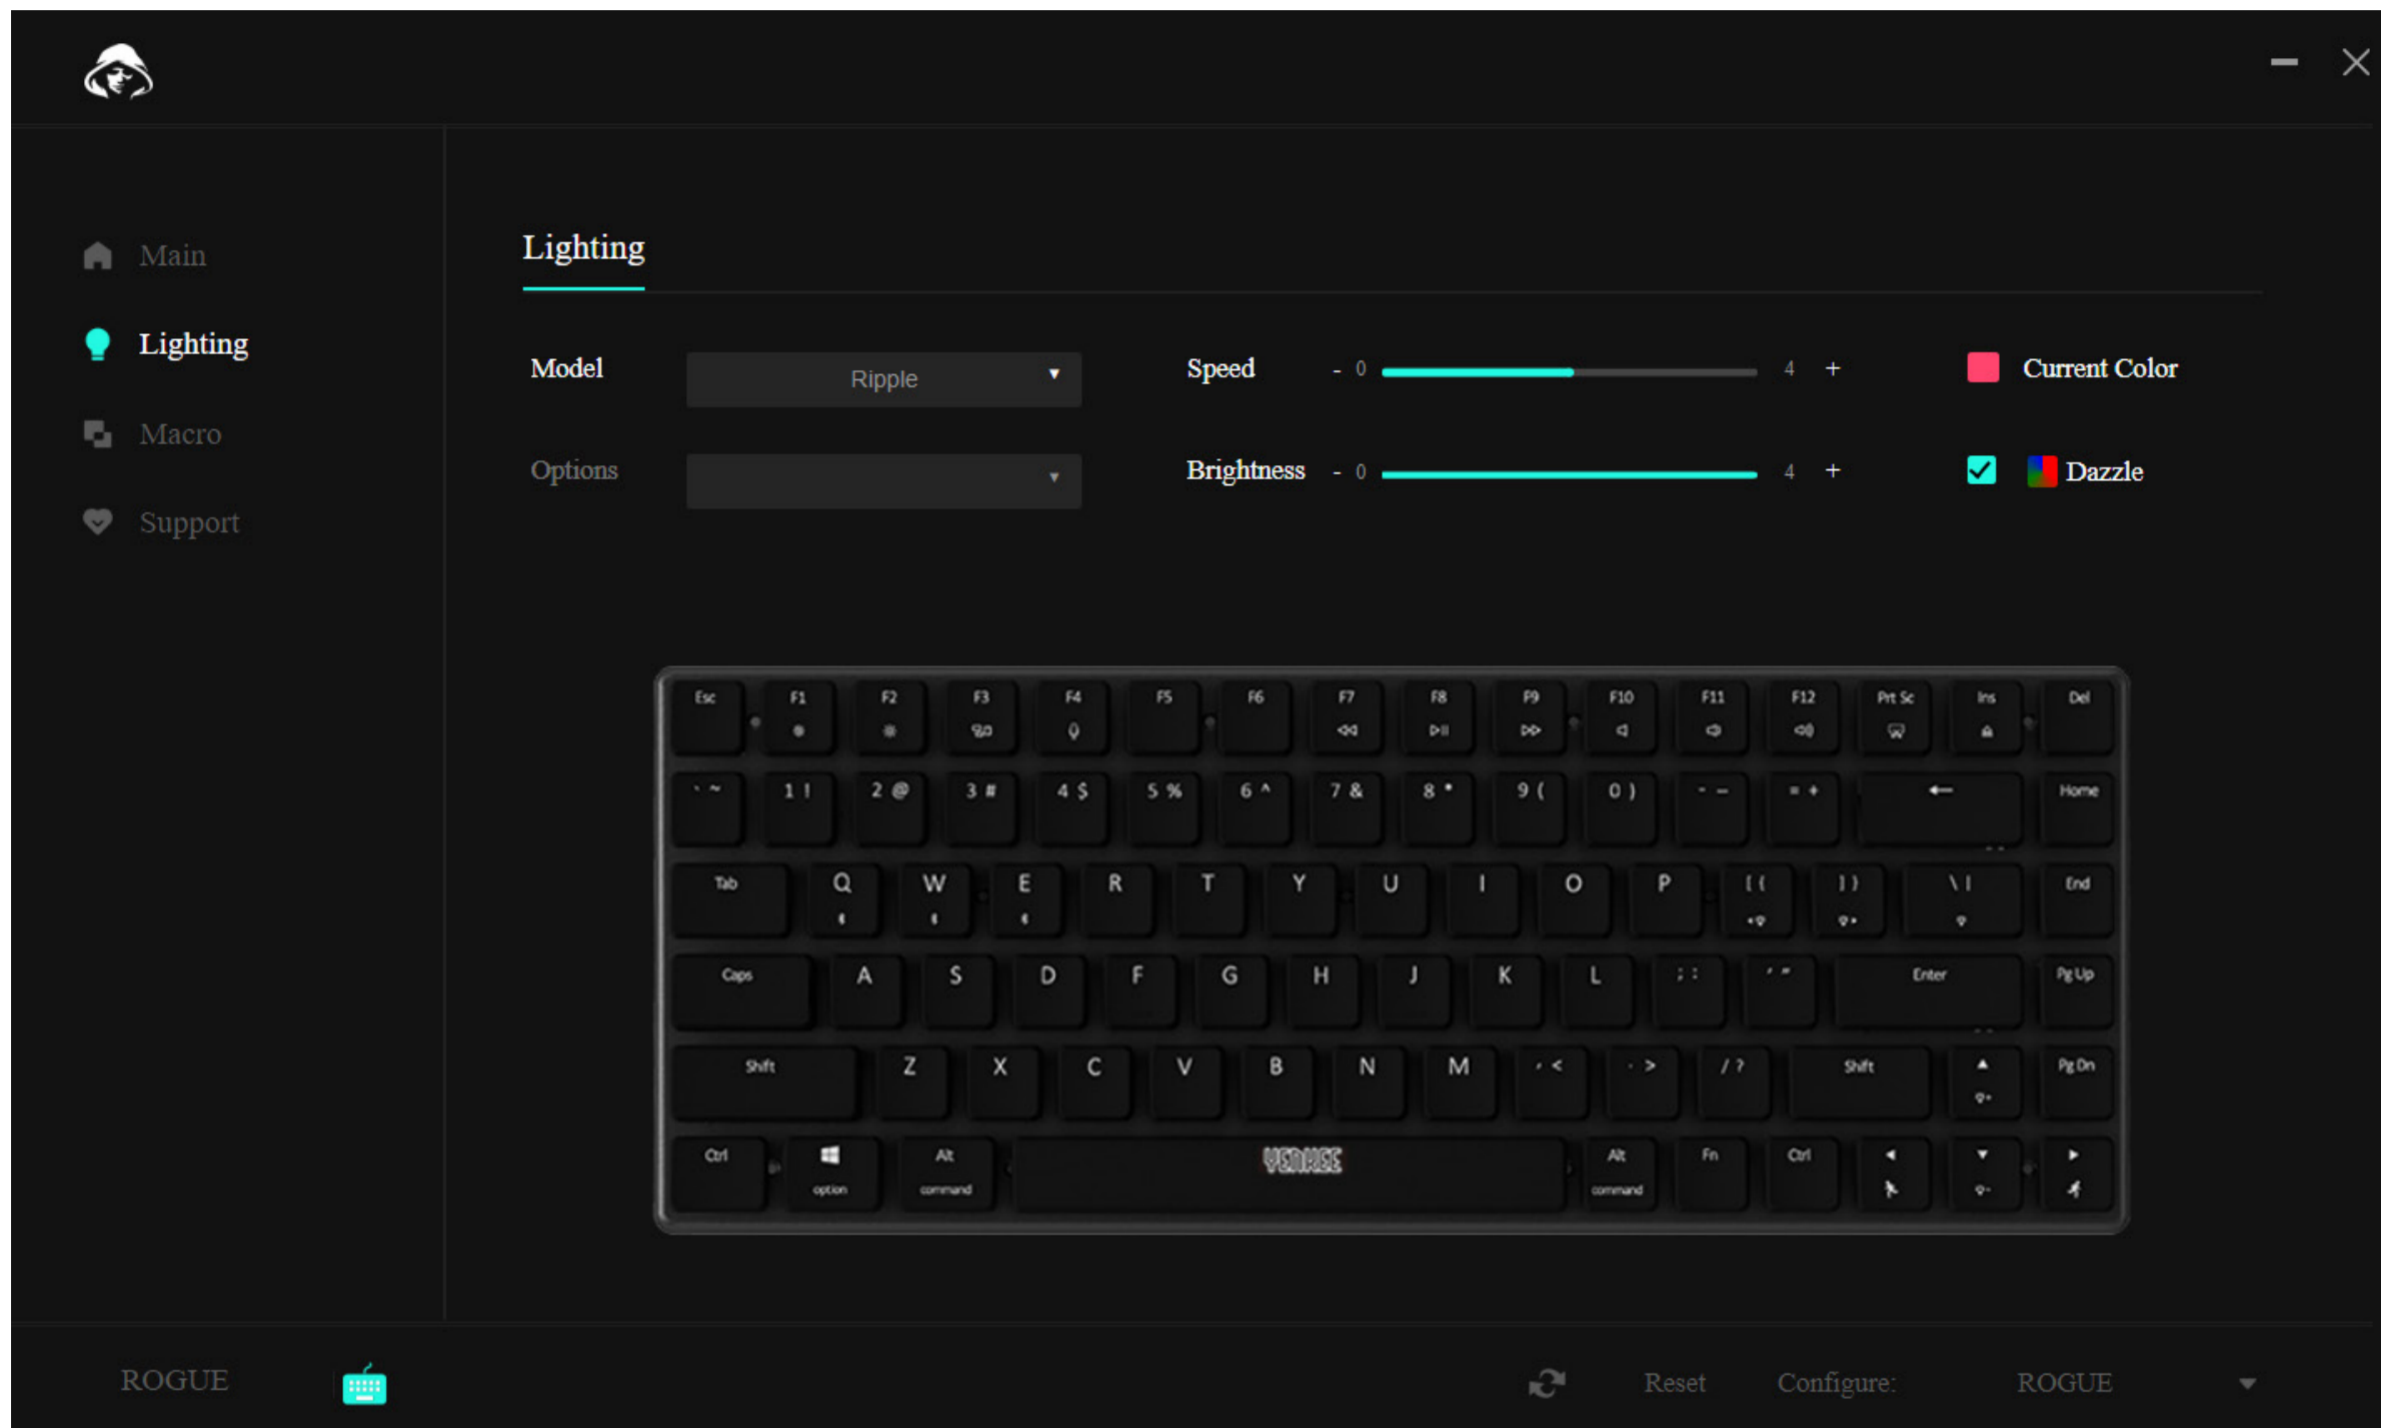 Main
Lighting
Macro
Support
Lighting
Model Ripple Speed - 0 4 + Current Color
Options Brightness - 0 4 + Dazzle
Esc F1 F2 F3 F4 F5 F6 F7 F8 F9 F10 F11 F12 Prt Sc Ins Del
` ~ 1 ! 2 @ 3 # 4 $ 5 % 6 ^ 7 & 8 * 9 ( 0 ) - _ = + Home
Tab Q W E R T Y U I O P [ { ] } \ | End
Caps A S D F G H J K L ; : ' " Enter Pg Up
Shift Z X C V B N M , < . > / ? Shift Pg Dn
Ctrl Alt YENKEE Alt Fn Ctrl
option command command
ROGUE Reset Configure: ROGUE